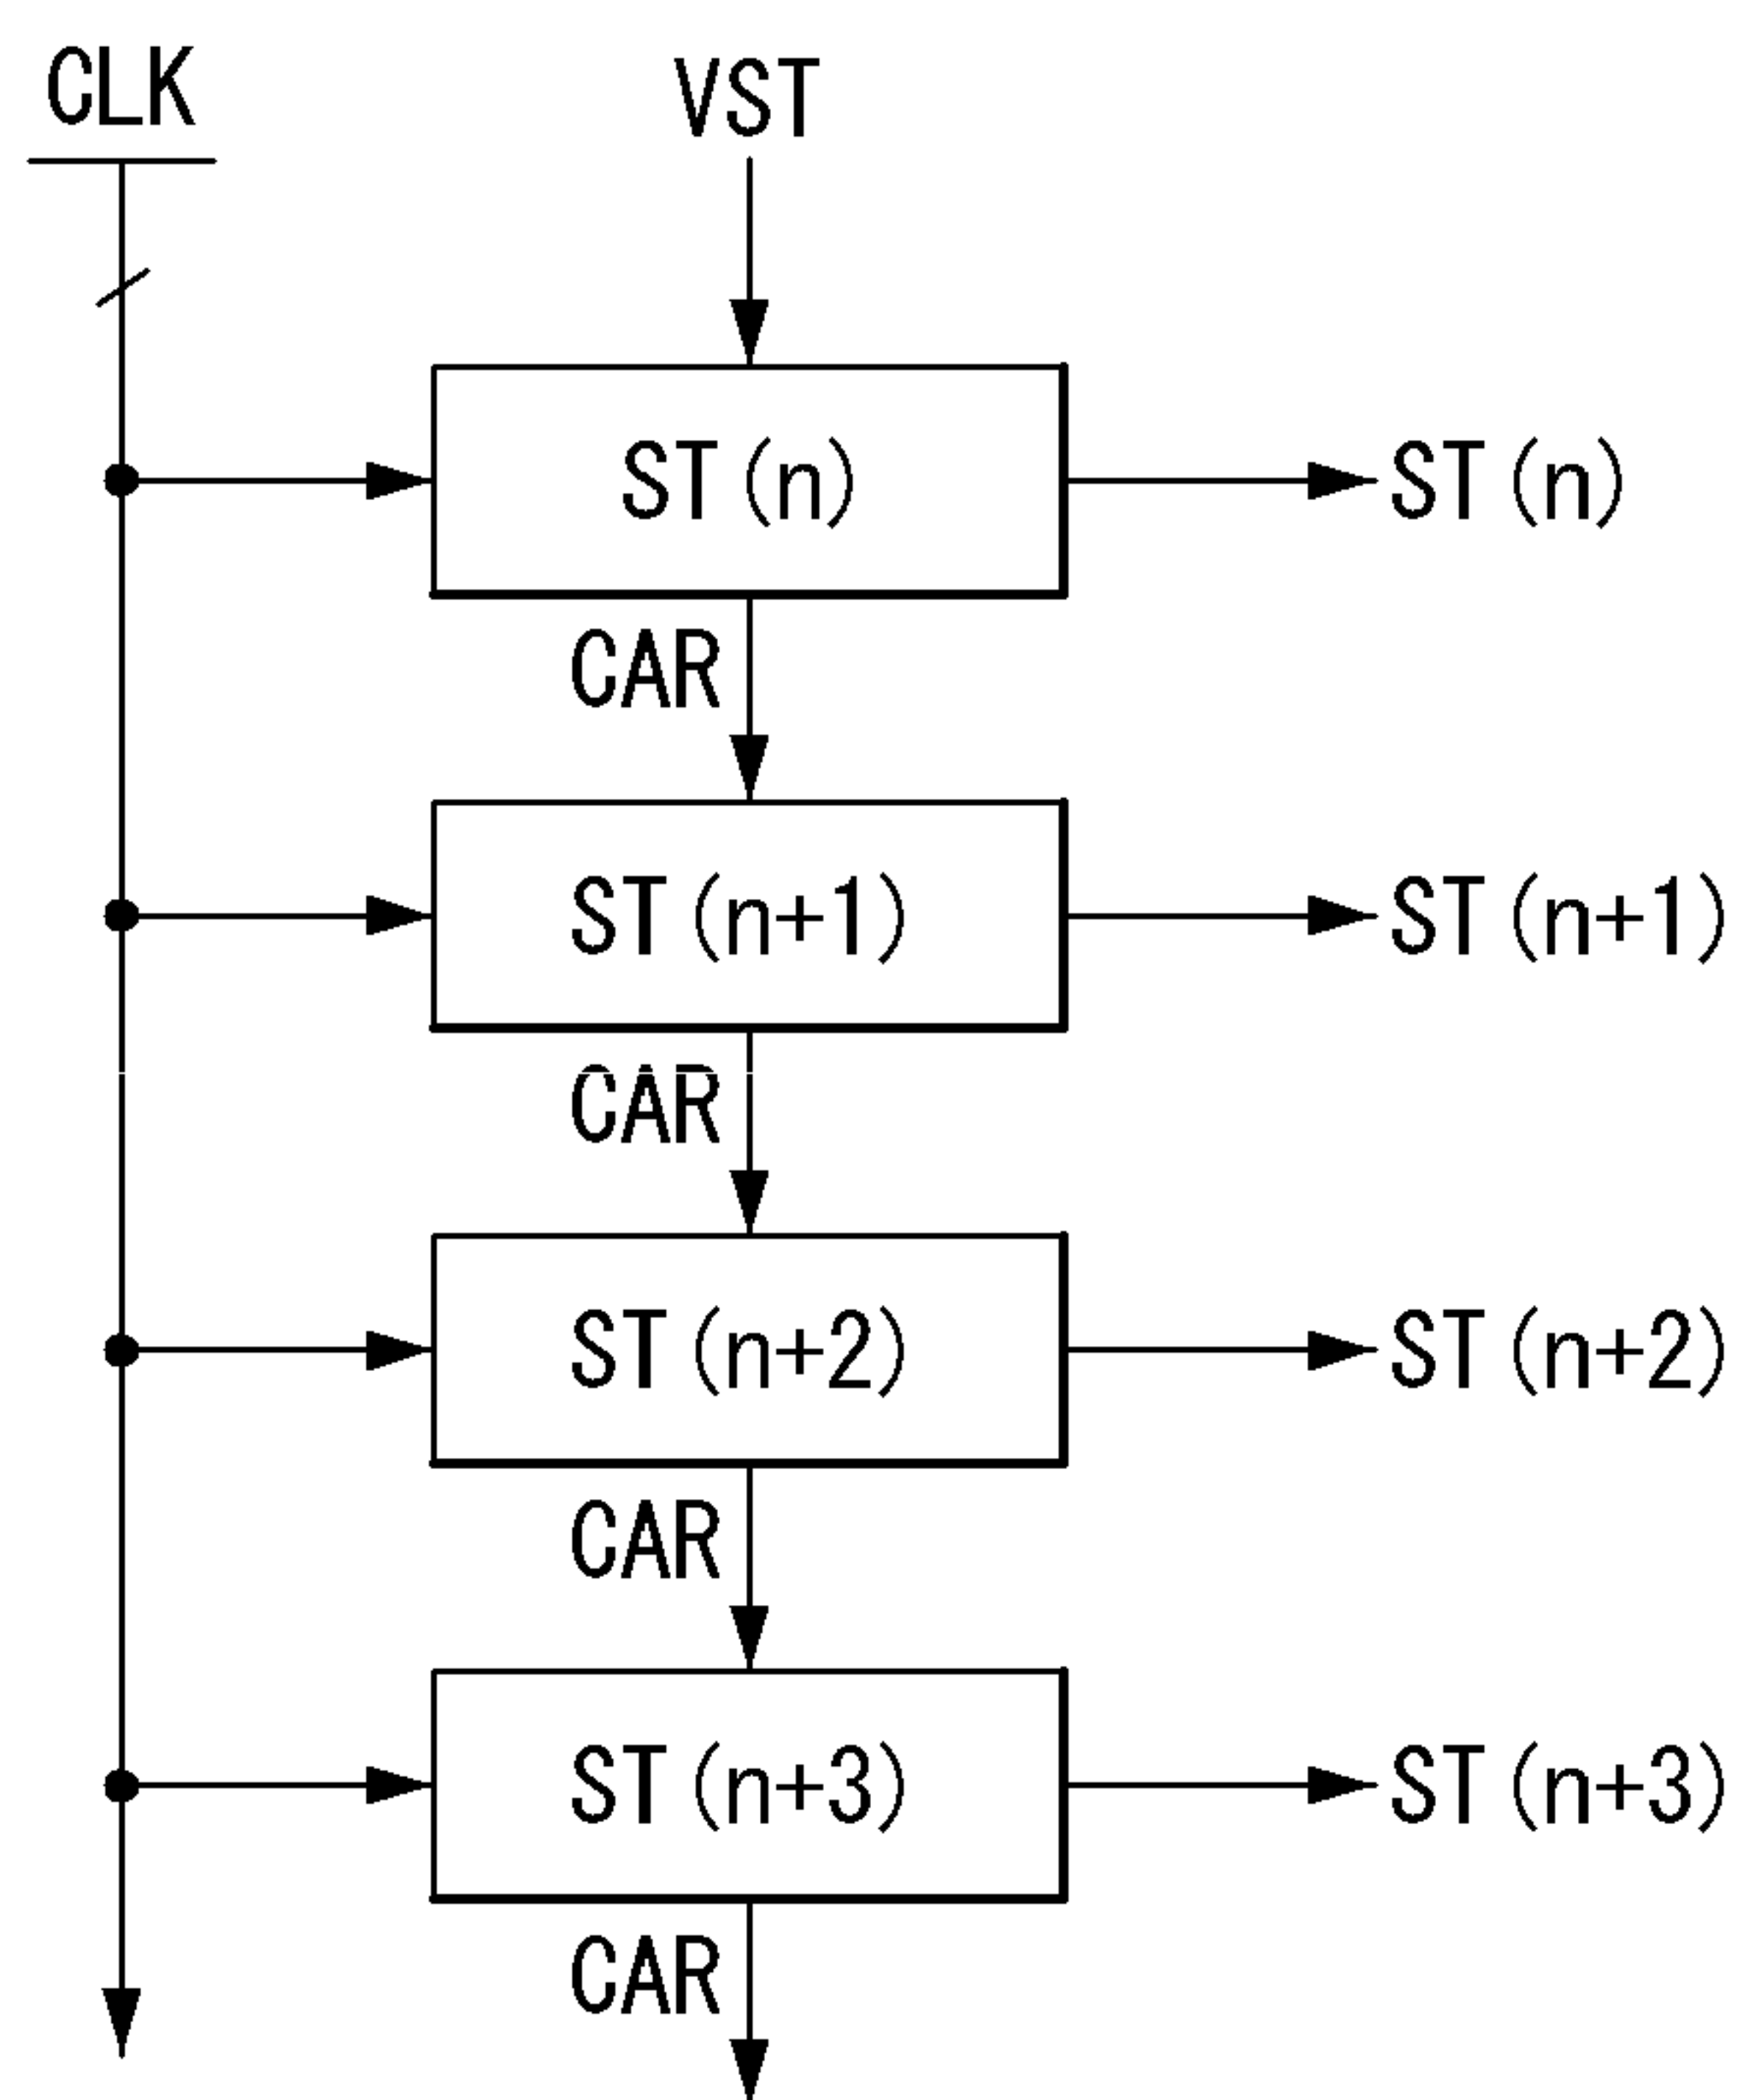 CLK
VST
ST(n)
ST(n)
CAR
ST(n+1)
ST(n+1)
CAR
ST(n+2)
ST(n+2)
CAR
ST(n+3)
ST(n+3)
CAR